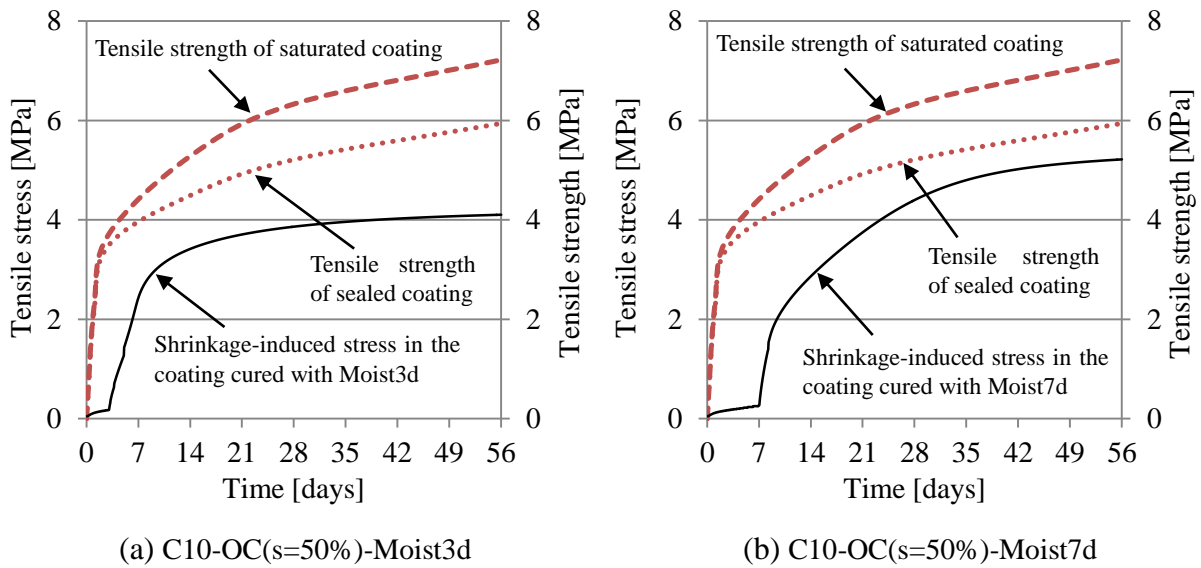 Tensile stress [MPa]
8
6
4
2
0
Tensile strength of saturated coating
Tensile strength
of sealed coating
Shrinkage-induced stress in the
coating cured with Moist3d
8
6
4
2
0
Tensile strength [MPa]
0 7 14 21 28 35 42 49 56
Time [days]
(a) C10-OC(s=50%)-Moist3d
Tensile stress [MPa]
8
6
4
2
0
Tensile strength of saturated coating
Tensile strength
of sealed coating
Shrinkage-induced stress in the
coating cured with Moist7d
8
6
4
2
0
Tensile strength [MPa]
0 7 14 21 28 35 42 49 56
Time [days]
(b) C10-OC(s=50%)-Moist7d